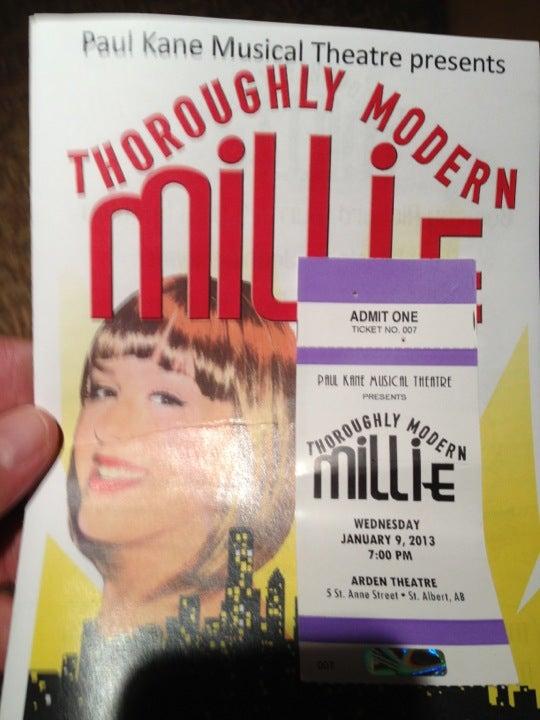 Paul Kane Musical Theatre presents
THOROUGHLY MODERN
millie
ADMIT ONE
TICKET NO. 007
PAUL KANE MUSICAL THEATRE
PRESENTS
THOROUGHLY MODERN
millie
WEDNESDAY
JANUARY 9, 2013
7:00 PM
ARDEN THEATRE
5 St. Anne Street • St. Albert, AB
007